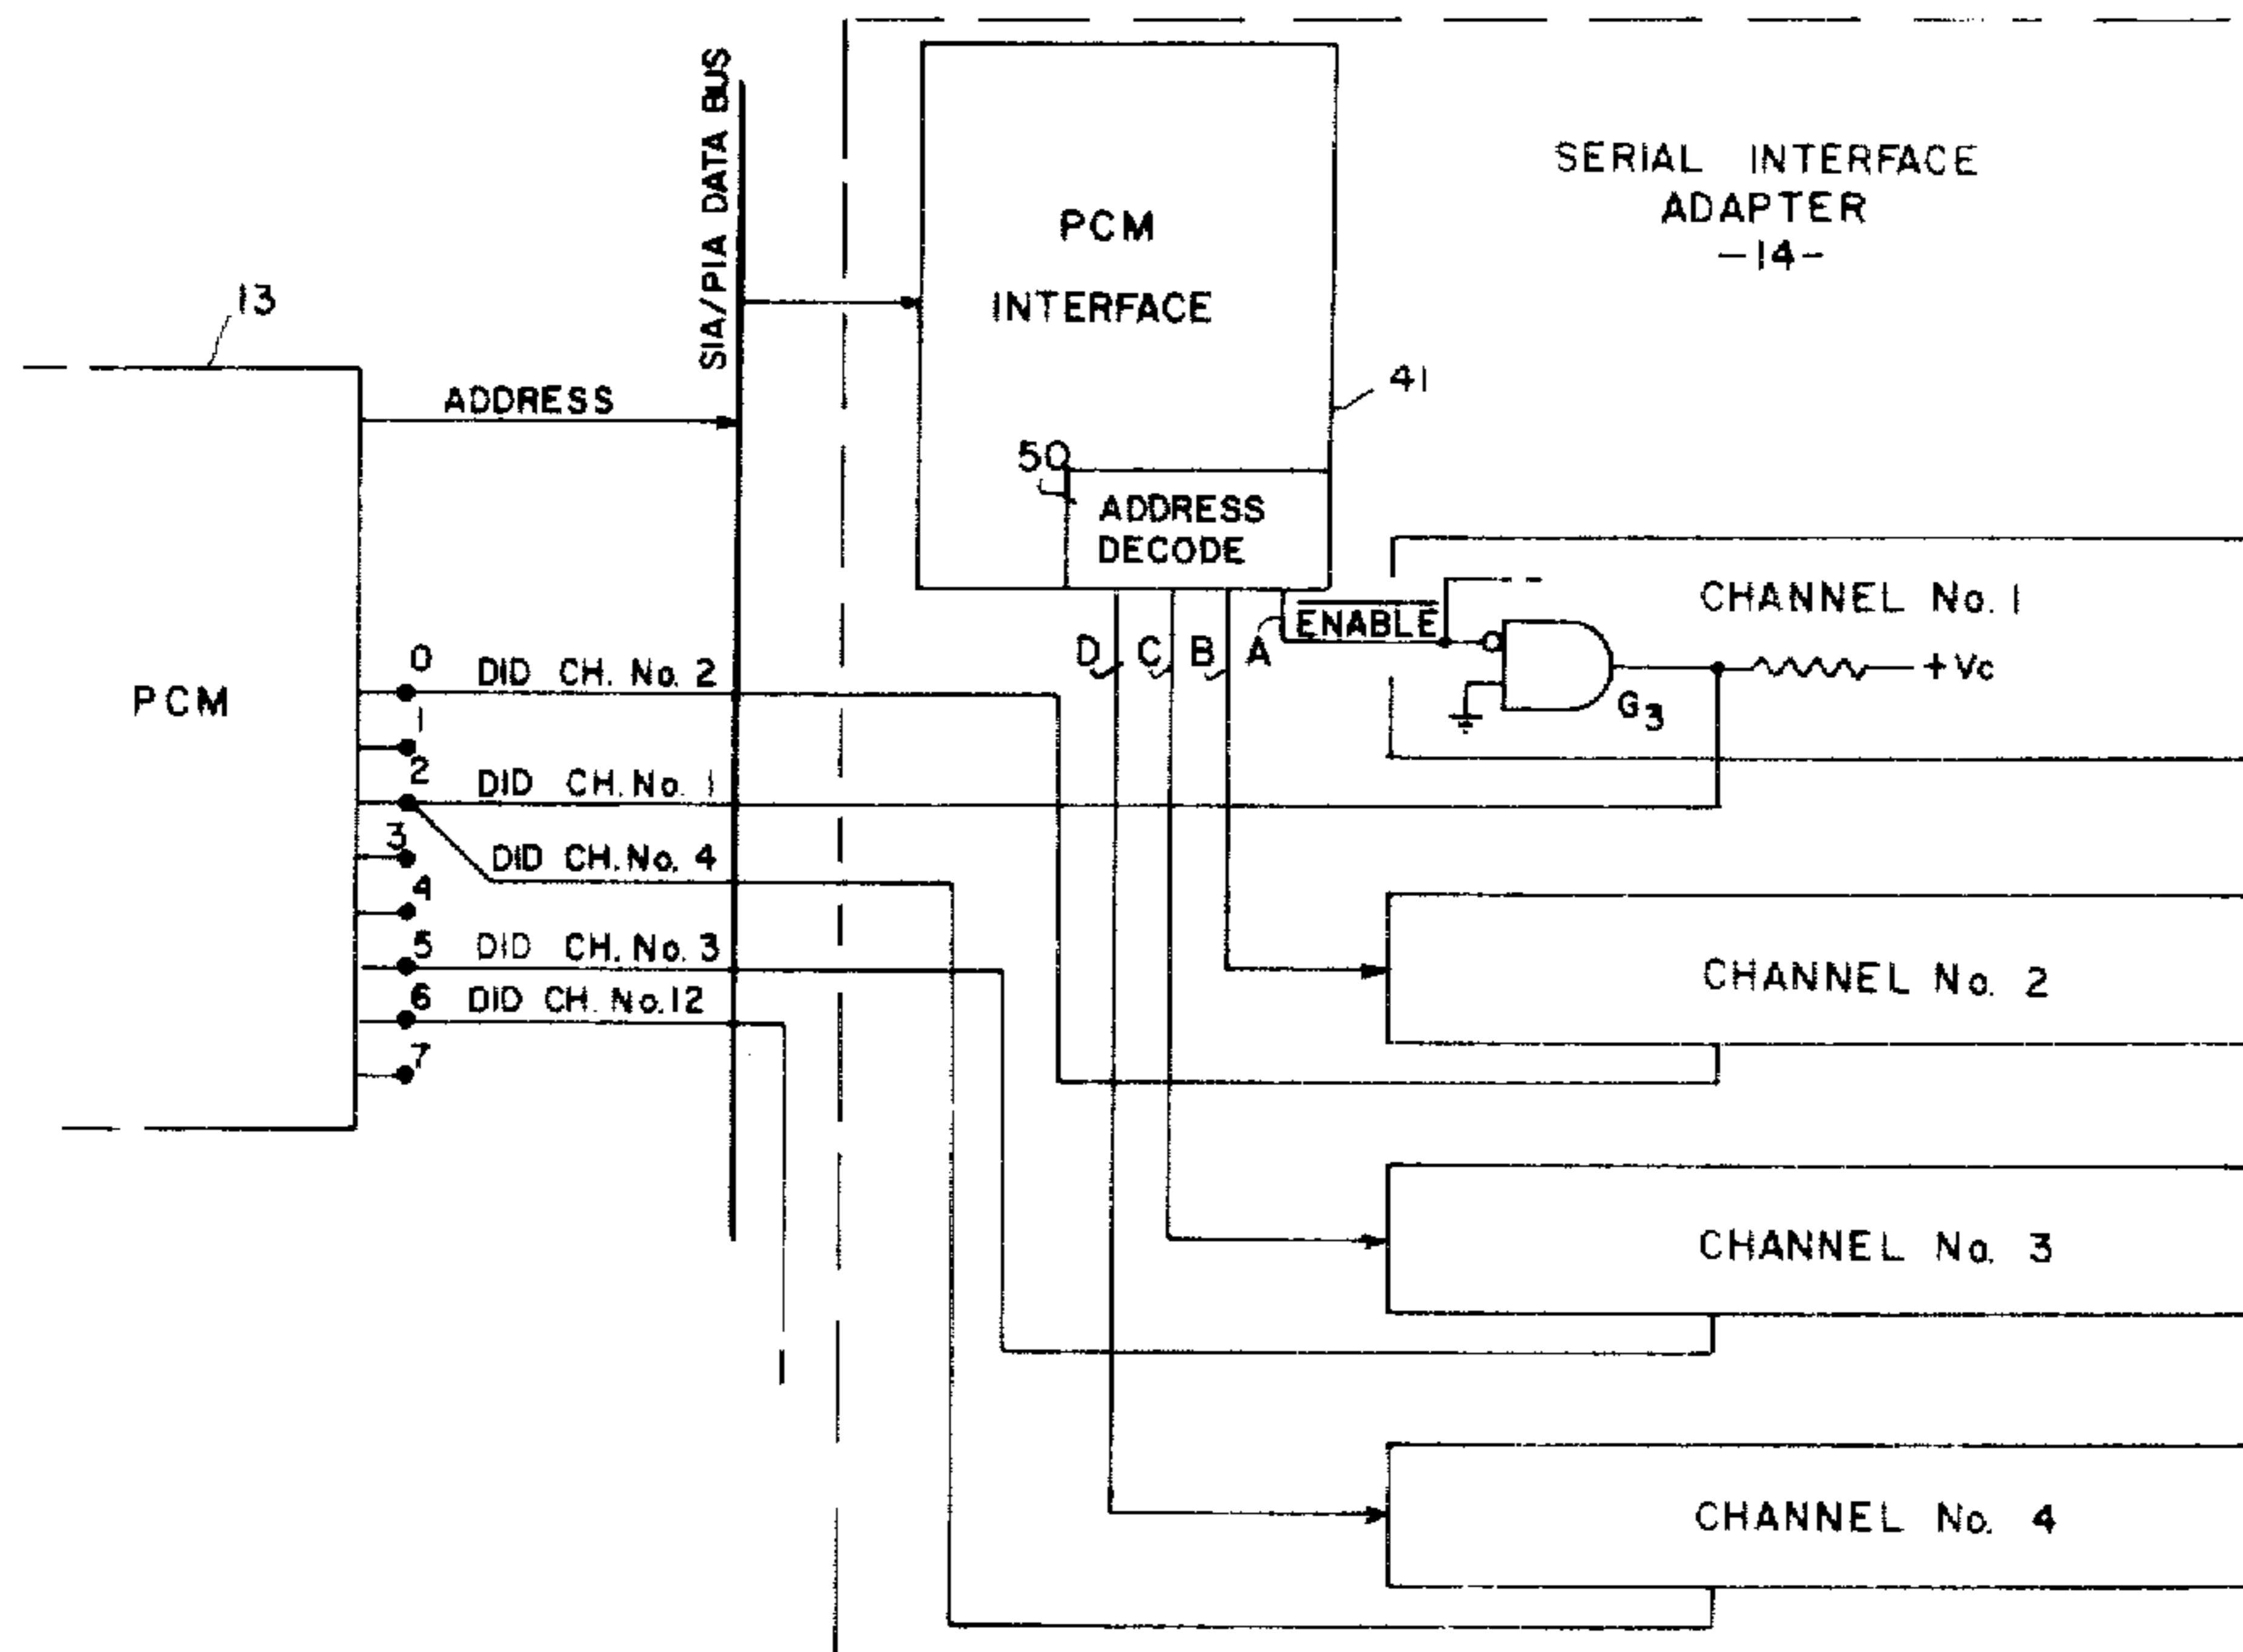 SIA/PIA DATA BUS
PCM
INTERFACE
SERIAL INTERFACE
ADAPTER
-14-
13
41
ADDRESS
50
ADDRESS
DECODE
CHANNEL No. 1
ENABLE
D C B A
G3
+Vc
PCM
0 DID CH. No. 2
1
2 DID CH. No. 1
3
DID CH. No. 4
4
5 DID CH. No. 3
6 DID CH. No. 12
7
CHANNEL No. 2
CHANNEL No. 3
CHANNEL No. 4